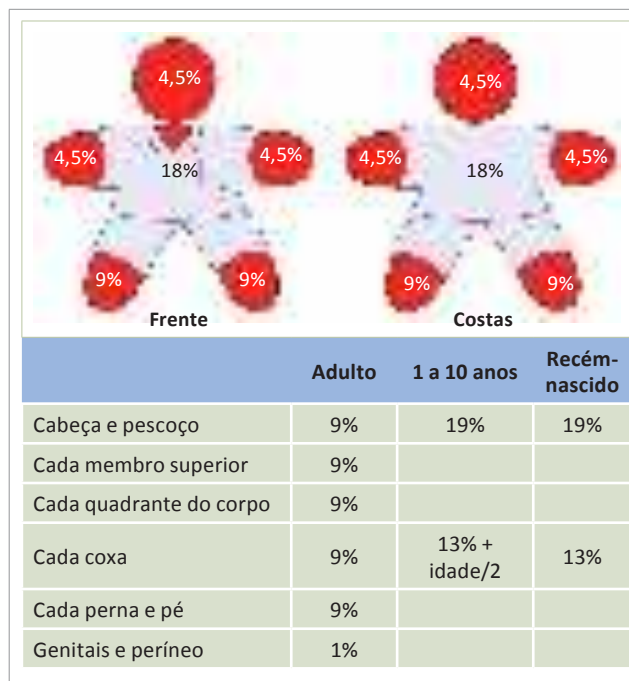 4,5% 4,5%
4,5% 4,5% 4,5% 4,5%
18% 18%
9% 9% 9% 9%
Frente Costas
Adulto 1 a 10 anos Recém-
nascido
Cabeça e pescoço 9% 19% 19%
Cada membro superior 9%
Cada quadrante do corpo 9%
Cada coxa 9% 13% + 13%
idade/2
Cada perna e pé 9%
Genitais e períneo 1%